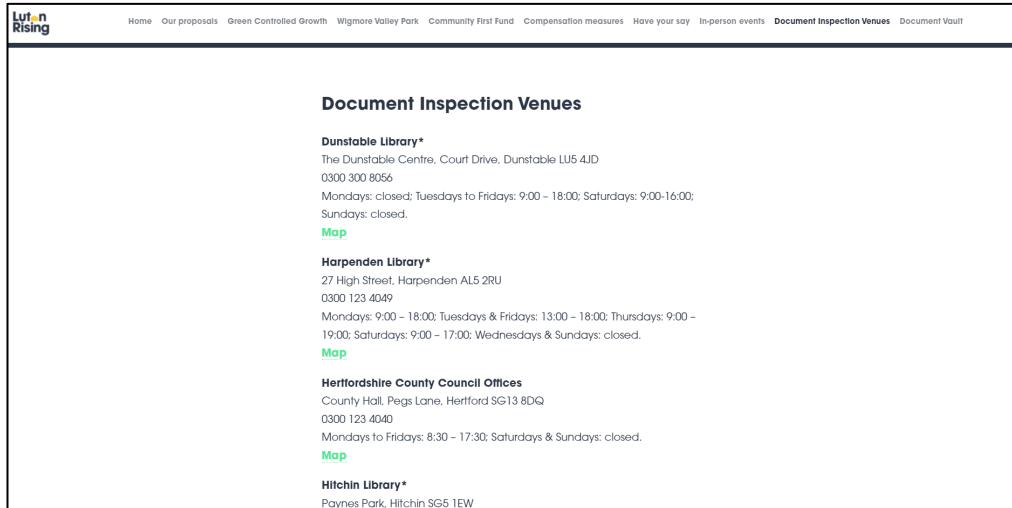 Luton
Rising
Home Our proposals Green Controlled Growth Wigmore Valley Park Community First Fund Compensation measures Have your say In-person events Document Inspection Venues Document Vault
Document Inspection Venues
Dunstable Library*
The Dunstable Centre, Court Drive, Dunstable LU5 4JD
0300 300 8056
Mondays: closed; Tuesdays to Fridays: 9:00 – 18:00; Saturdays: 9:00-16:00;
Sundays: closed.
Map
Harpenden Library*
27 High Street, Harpenden AL5 2RU
0300 123 4049
Mondays: 9:00 – 18:00; Tuesdays & Fridays: 13:00 – 18:00; Thursdays: 9:00 –
19:00; Saturdays: 9:00 – 17:00; Wednesdays & Sundays: closed.
Map
Hertfordshire County Council Offices
County Hall, Pegs Lane, Hertford SG13 8DQ
0300 123 4040
Mondays to Fridays: 8:30 – 17:30; Saturdays & Sundays: closed.
Map
Hitchin Library*
Paynes Park, Hitchin SG5 1EW